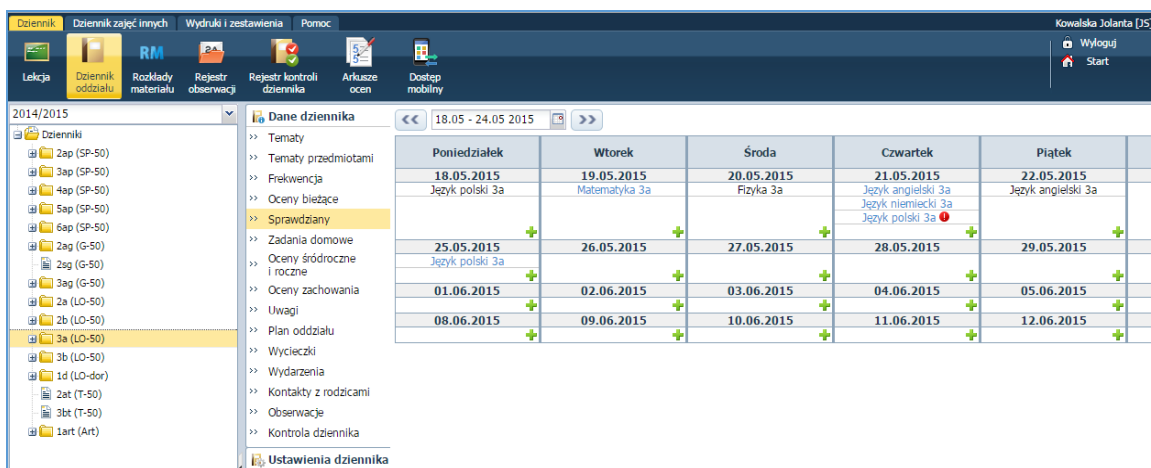 Dziennik Dziennik zajęć innych Wydruki i zestawienia Pomoc Kowalska Jolanta [JS]
Wyloguj
Start
RM
Lekcja Dziennik oddziału Rozkłady materiału Rejestr obserwacji Rejestr kontroli dziennika Arkusze ocen Dostęp mobilny
2014/2015
Dzienniki
2ap (SP-50)
3ap (SP-50)
4ap (SP-50)
5ap (SP-50)
6ap (SP-50)
2ag (G-50)
2sg (G-50)
3ag (G-50)
2a (LO-50)
2b (LO-50)
3a (LO-50)
3b (LO-50)
1d (LO-dor)
2at (T-50)
3bt (T-50)
1art (Art)
Dane dziennika
Tematy
Tematy przedmiotami
Frekwencja
Oceny bieżące
Sprawdziany
Zadania domowe
Oceny śródroczne
i roczne
Oceny zachowania
Uwagi
Plan oddziału
Wycieczki
Wydarzenia
Kontakty z rodzicami
Obserwacje
Kontrola dziennika
Ustawienia dziennika
18.05 - 24.05 2015
Poniedziałek Wtorek Środa Czwartek Piątek
18.05.2015 19.05.2015 20.05.2015 21.05.2015 22.05.2015
Język polski 3a Matematyka 3a Fizyka 3a Język angielski 3a Język angielski 3a
Język niemiecki 3a
Język polski 3a
25.05.2015 26.05.2015 27.05.2015 28.05.2015 29.05.2015
Język polski 3a
01.06.2015 02.06.2015 03.06.2015 04.06.2015 05.06.2015
08.06.2015 09.06.2015 10.06.2015 11.06.2015 12.06.2015